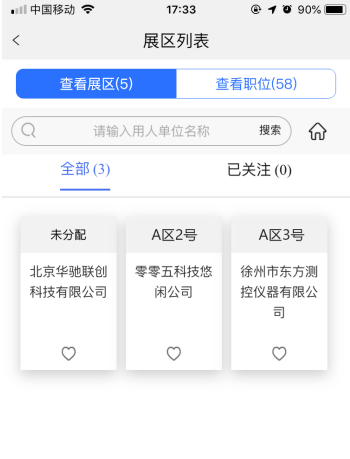 中国移动 17:33 90%
展区列表
查看展区(5) 查看职位(58)
请输入用人单位名称 搜索
全部 (3) 已关注 (0)
未分配
北京华驰联创
科技有限公司
A区2号
零零五科技悠
闲公司
A区3号
徐州市东方测
控仪器有限公
司